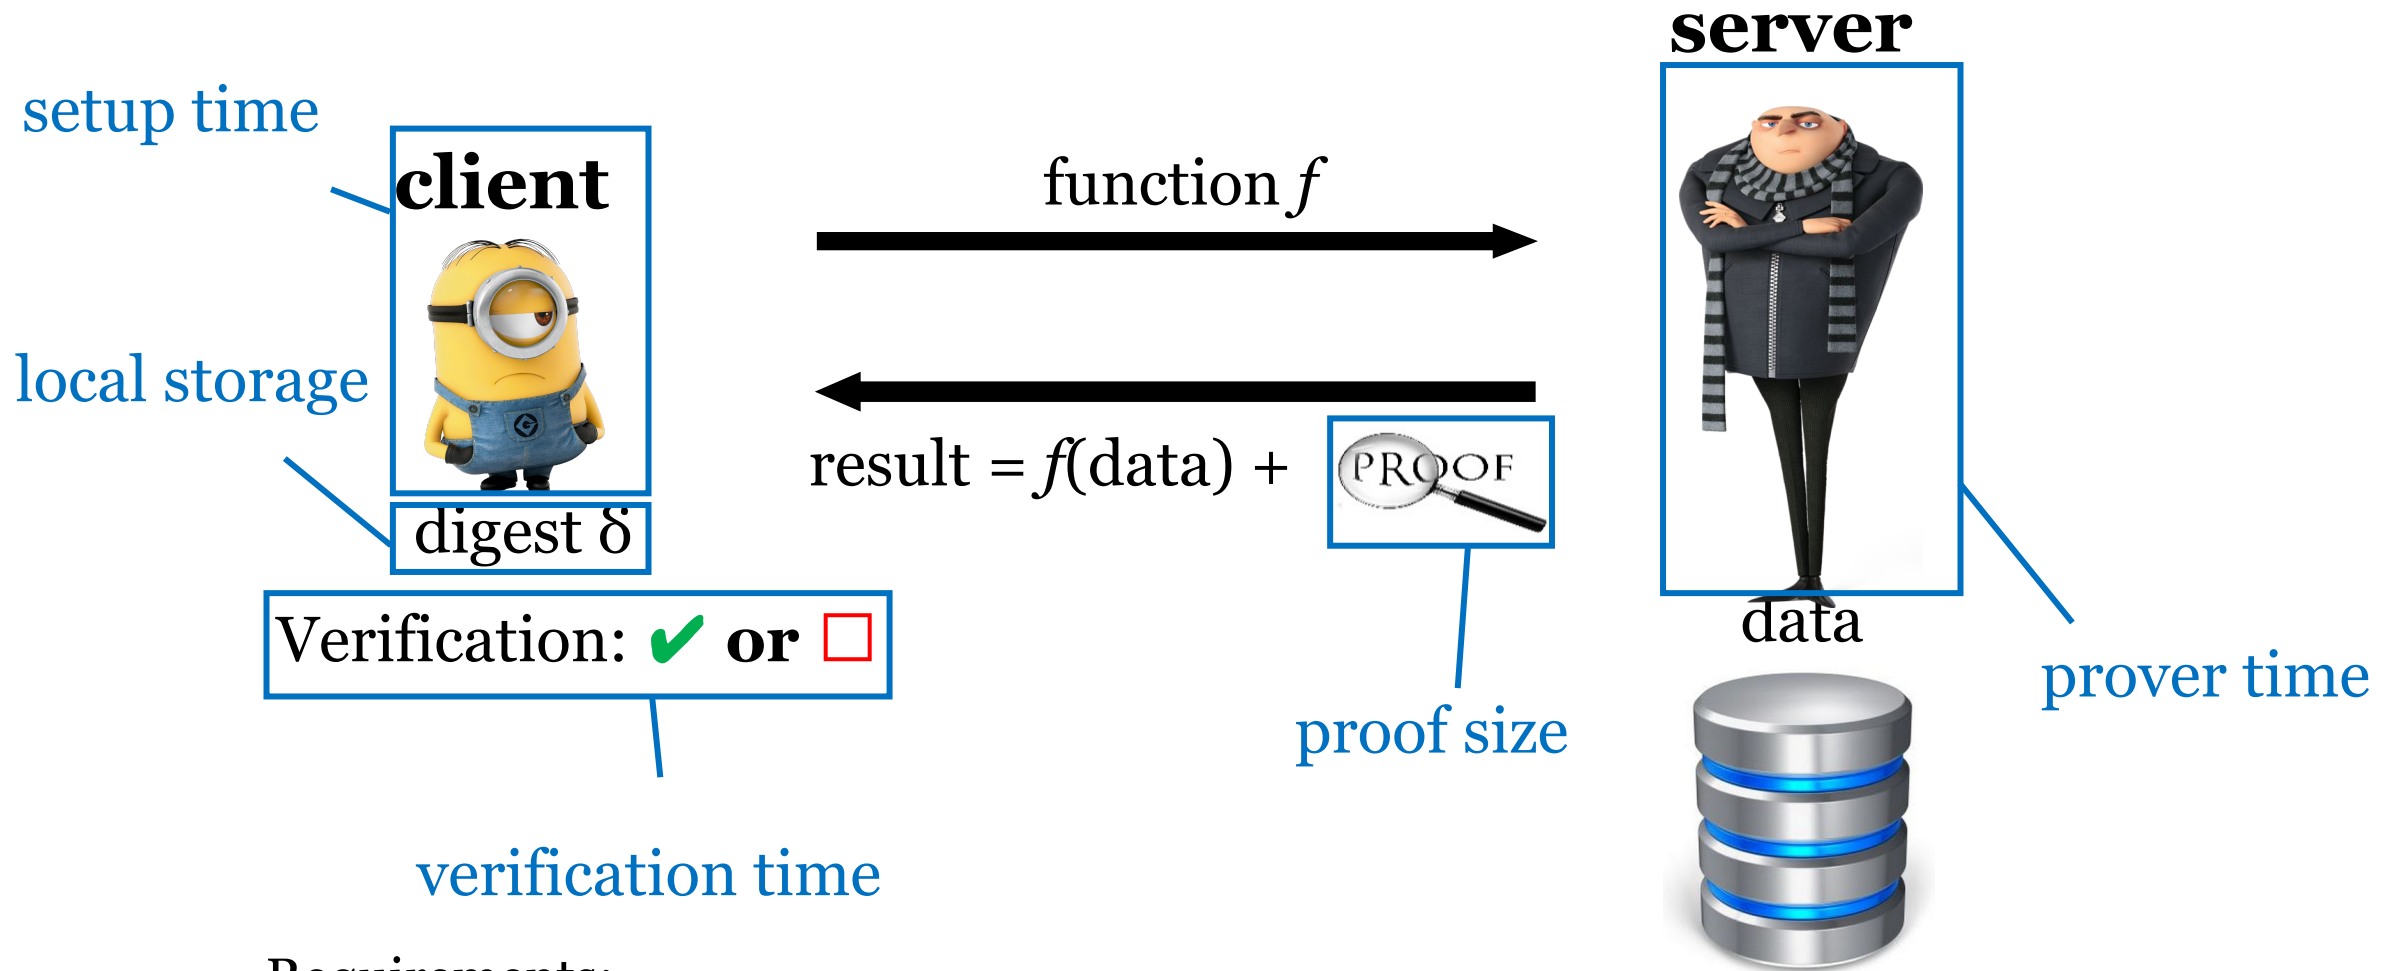 server
setup time
client
function f
local storage
result = f(data) +
PROOF
digest δ
Verification: ✔ or ☐
data
prover time
proof size
verification time
Requirements: